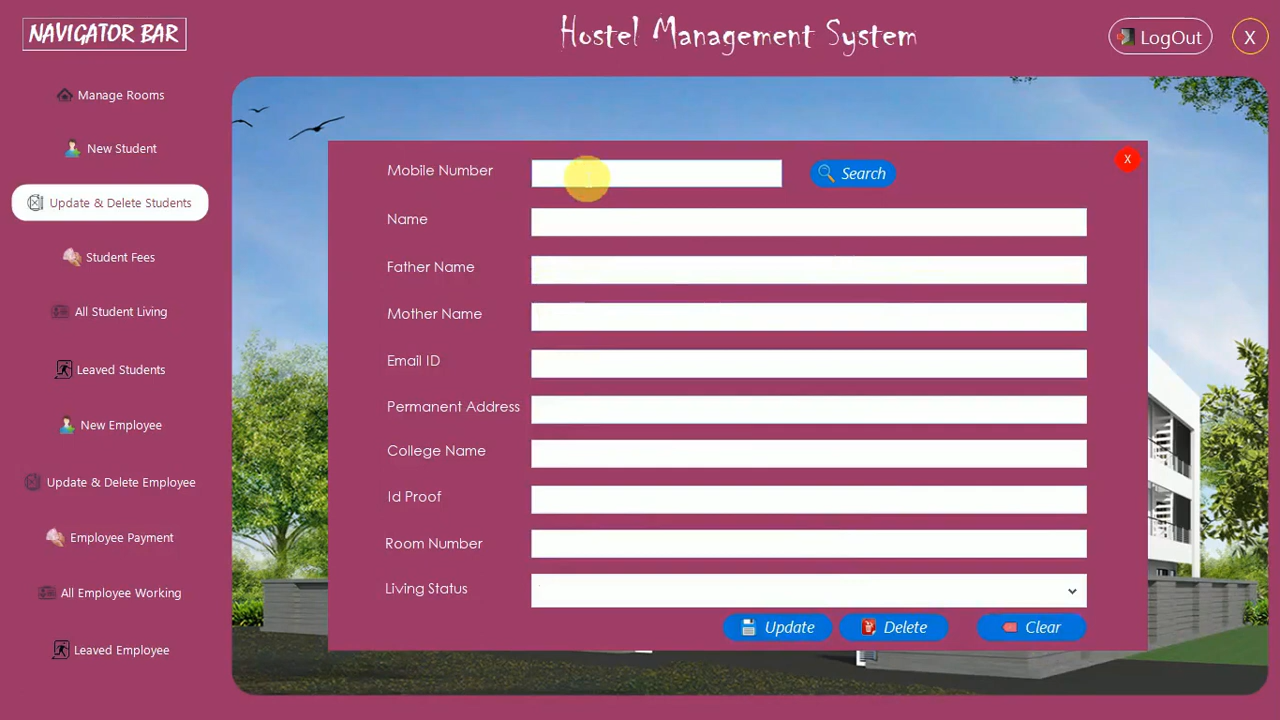 NAVIGATOR BAR
Hostel Management System
LogOut
X
Manage Rooms
New Student
Update & Delete Students
Student Fees
All Student Living
Leaved Students
New Employee
Update & Delete Employee
Employee Payment
All Employee Working
Leaved Employee
X
Mobile Number
Search
Name
Father Name
Mother Name
Email ID
Permanent Address
College Name
Id Proof
Room Number
Living Status
Update
Delete
Clear